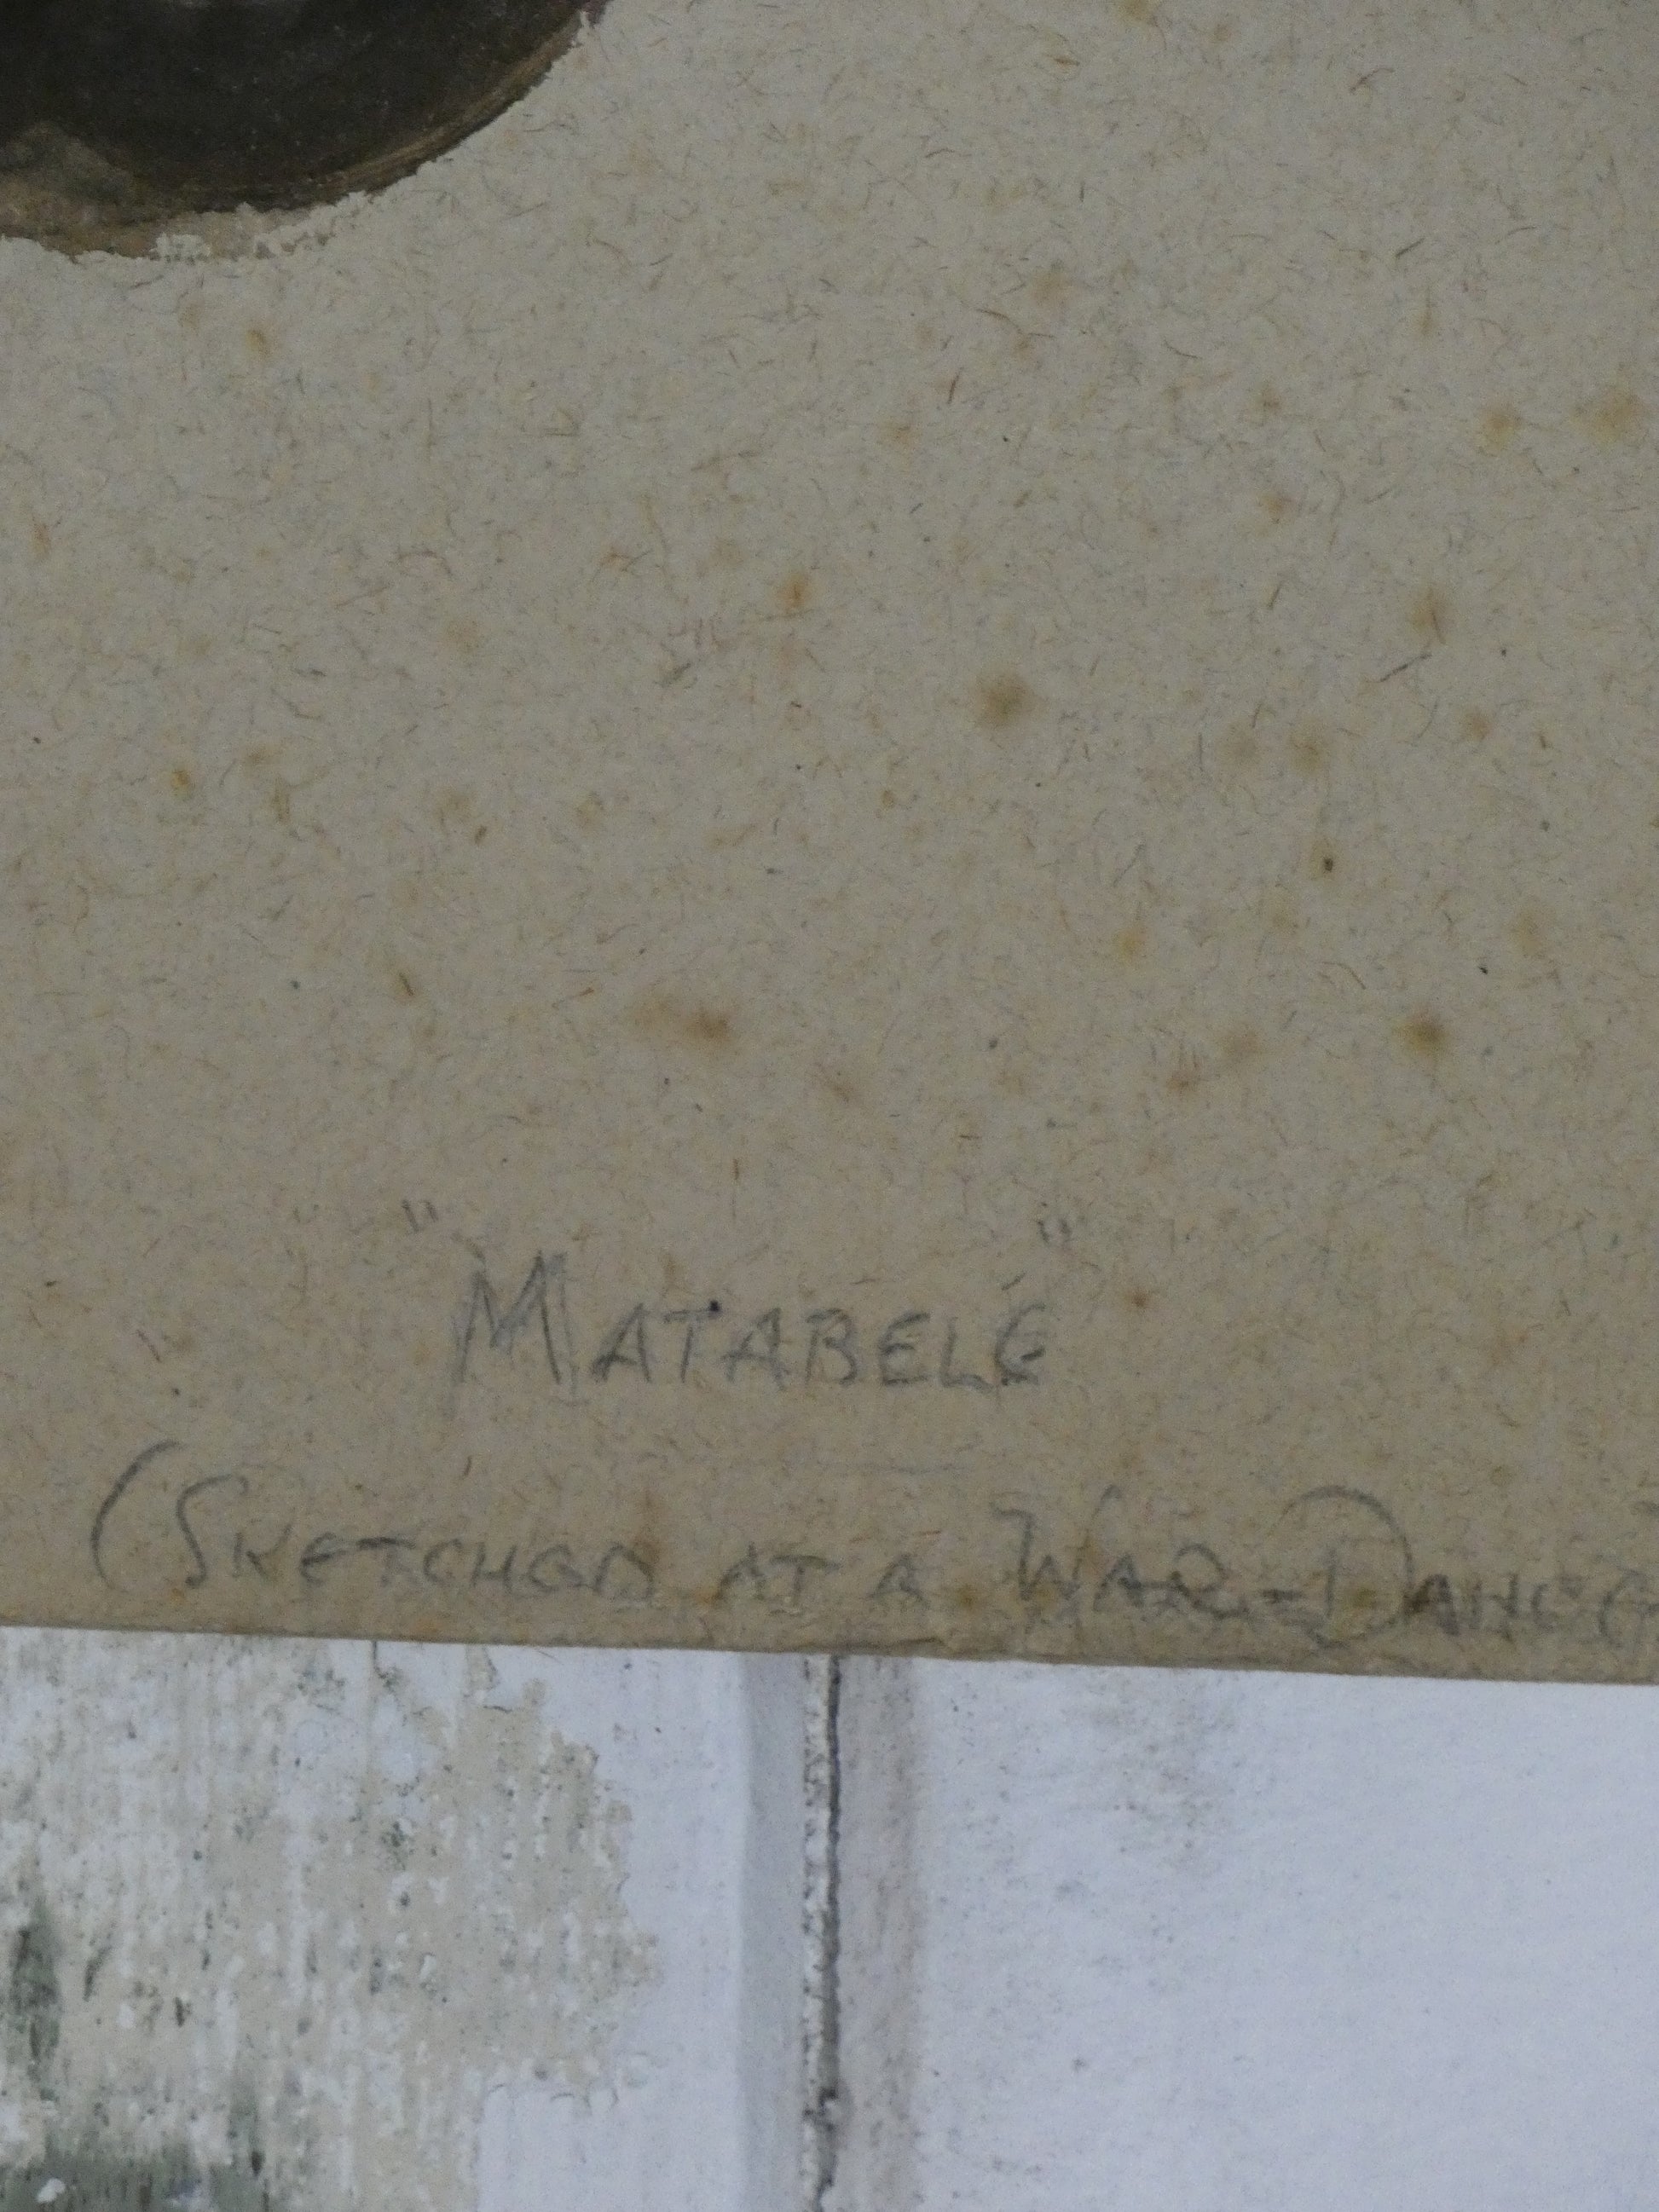 "MATABELE"
(SKETCHED AT A WAR-DANCE